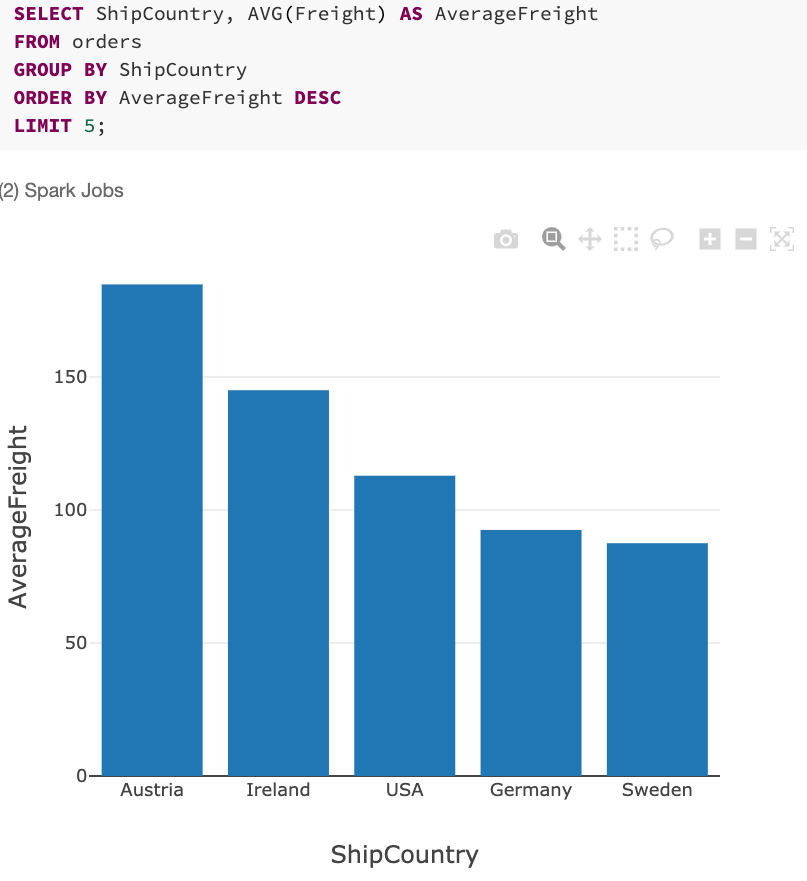 SELECT ShipCountry, AVG(Freight) AS AverageFreight
FROM orders
GROUP BY ShipCountry
ORDER BY AverageFreight DESC
LIMIT 5;
(2) Spark Jobs
AverageFreight
150
100
50
0
Austria Ireland USA Germany Sweden
ShipCountry